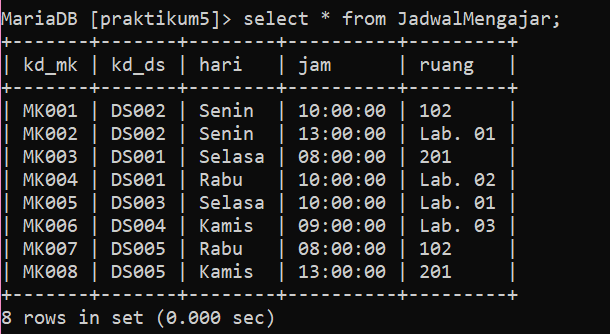 MariaDB [praktikum5]> select * from JadwalMengajar;
+-------+-------+--------+----------+---------+
| kd_mk | kd_ds | hari   | jam      | ruang   |
+-------+-------+--------+----------+---------+
| MK001 | DS002 | Senin  | 10:00:00 | 102     |
| MK002 | DS002 | Senin  | 13:00:00 | Lab. 01 |
| MK003 | DS001 | Selasa | 08:00:00 | 201     |
| MK004 | DS001 | Rabu   | 10:00:00 | Lab. 02 |
| MK005 | DS003 | Selasa | 10:00:00 | Lab. 01 |
| MK006 | DS004 | Kamis  | 09:00:00 | Lab. 03 |
| MK007 | DS005 | Rabu   | 08:00:00 | 102     |
| MK008 | DS005 | Kamis  | 13:00:00 | 201     |
+-------+-------+--------+----------+---------+
8 rows in set (0.000 sec)